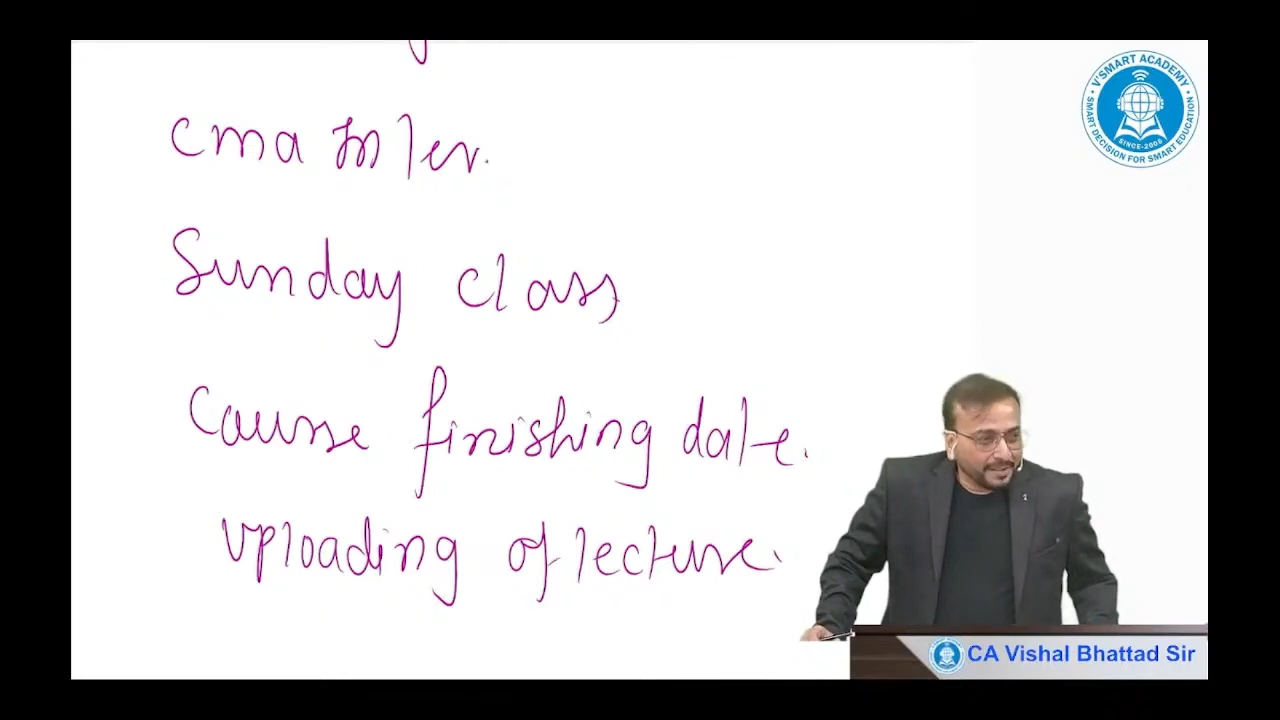 cma Inter.
Sunday class
Course finishing date.
uploading of lecture.
V'SMART ACADEMY
SMART DECISION FOR SMART EDUCATION
SINCE-2005
CA Vishal Bhattad Sir